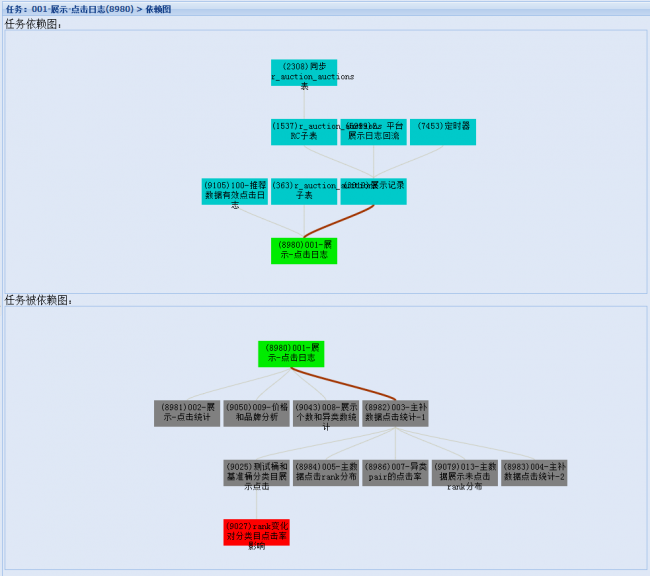 任务: 001-展示-点击日志(8980) > 依赖图
任务依赖图:
(2308)同步
r_auction_auctions
表
(1537)r_auction_auctions
RC子表
平台
展示日志回流
(7453)定时器
(9105)100-推荐
数据有效点击日
志
(363)r_auction_auctions
子表
展示记录
(8980)001-展
示-点击日志
任务被依赖图:
(8980)001-展
示-点击日志
(8981)002-展
示-点击统计
(9050)009-价格
和品牌分析
(9043)008-展示
个数和异类数统
计
(8982)003-主补
数据点击统计-1
(9025)测试桶和
基准桶分类目展
示点击
(8984)005-主数
据点击rank分布
(8986)007-异类
pair的点击率
(9079)013-主数
据展示未点击
rank分布
(8983)004-主补
数据点击统计-2
(9027)rank变化
对分类目点击率
影响